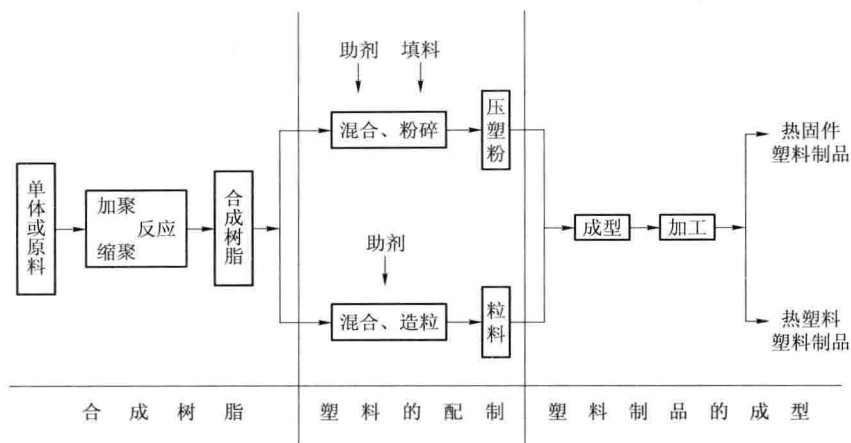 单体或原料
加聚
反应
缩聚
合成树脂
助剂
填料
混合、粉碎
压塑粉
助剂
混合、造粒
粒料
成型
加工
热固件
塑料制品
热塑料
塑料制品
合成树脂
塑料的配制
塑料制品的成型